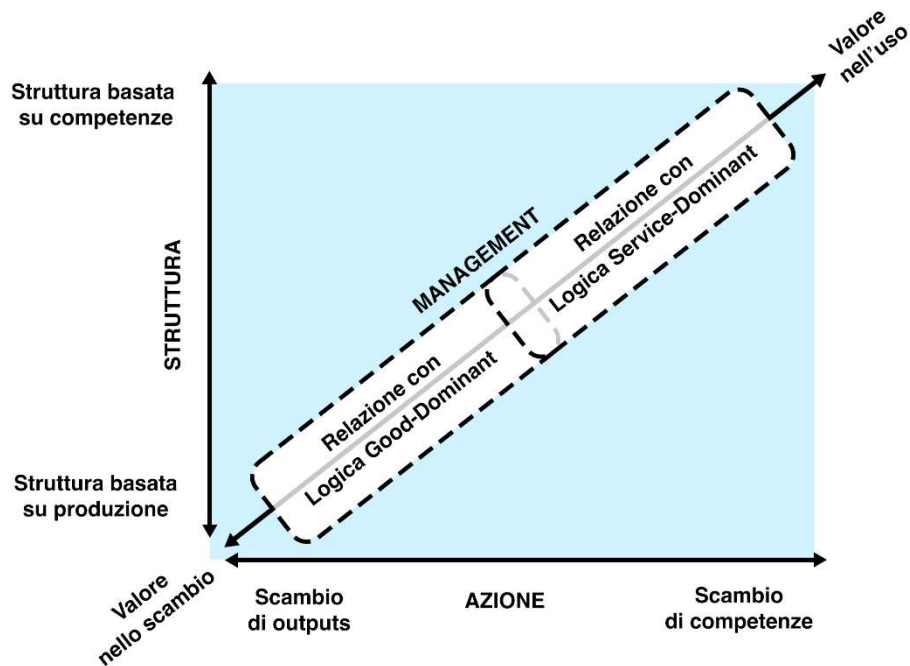 Valore
nell'uso
Struttura basata
su competenze
Relazione con
Logica Service-Dominant
MANAGEMENT
STRUTTURA
Relazione con
Logica Good-Dominant
Struttura basata
su produzione
Valore
nello scambio
Scambio
di outputs
AZIONE
Scambio
di competenze